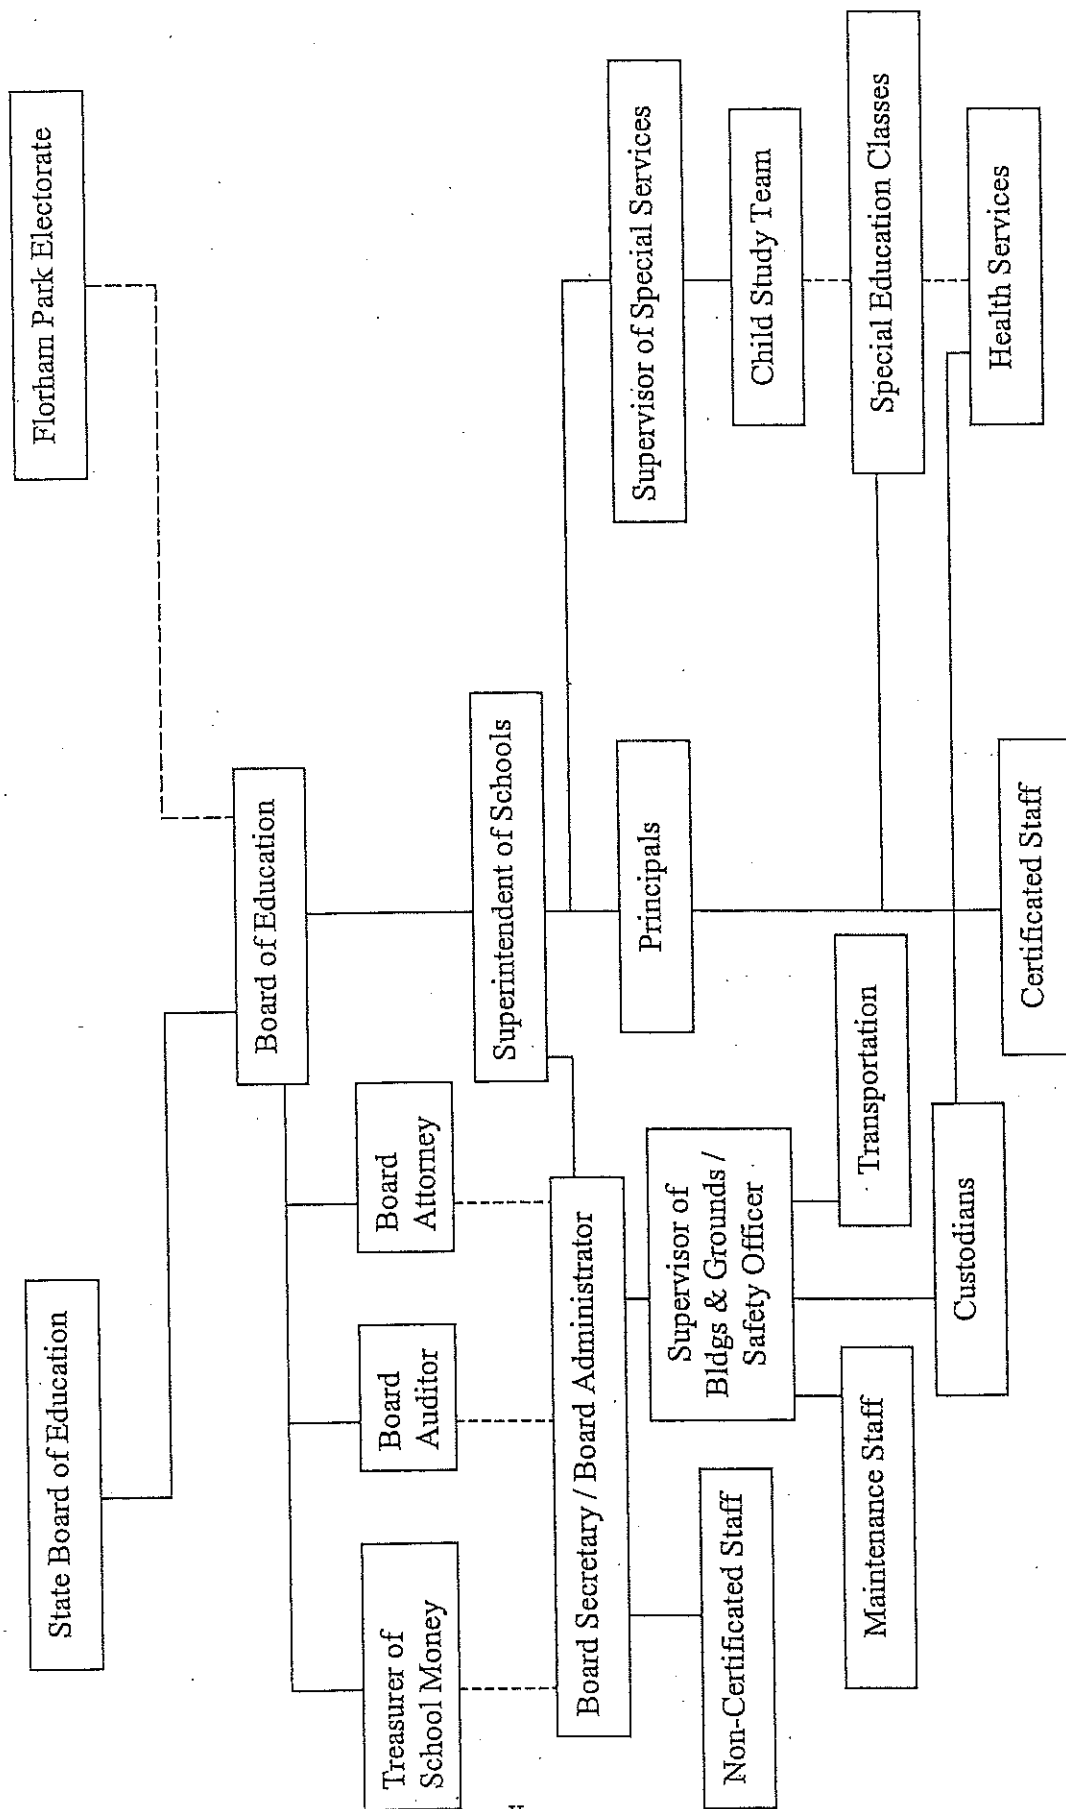 State Board of Education
Florham Park Electorate
Board of Education
Treasurer of
School Money
Board
Auditor
Board
Attorney
Superintendent of Schools
Board Secretary / Board Administrator
Principals
Supervisor of Special Services
Non-Certificated Staff
Supervisor of
Bldgs & Grounds /
Safety Officer
Child Study Team
Maintenance Staff
Transportation
Special Education Classes
Custodians
Health Services
Certificated Staff